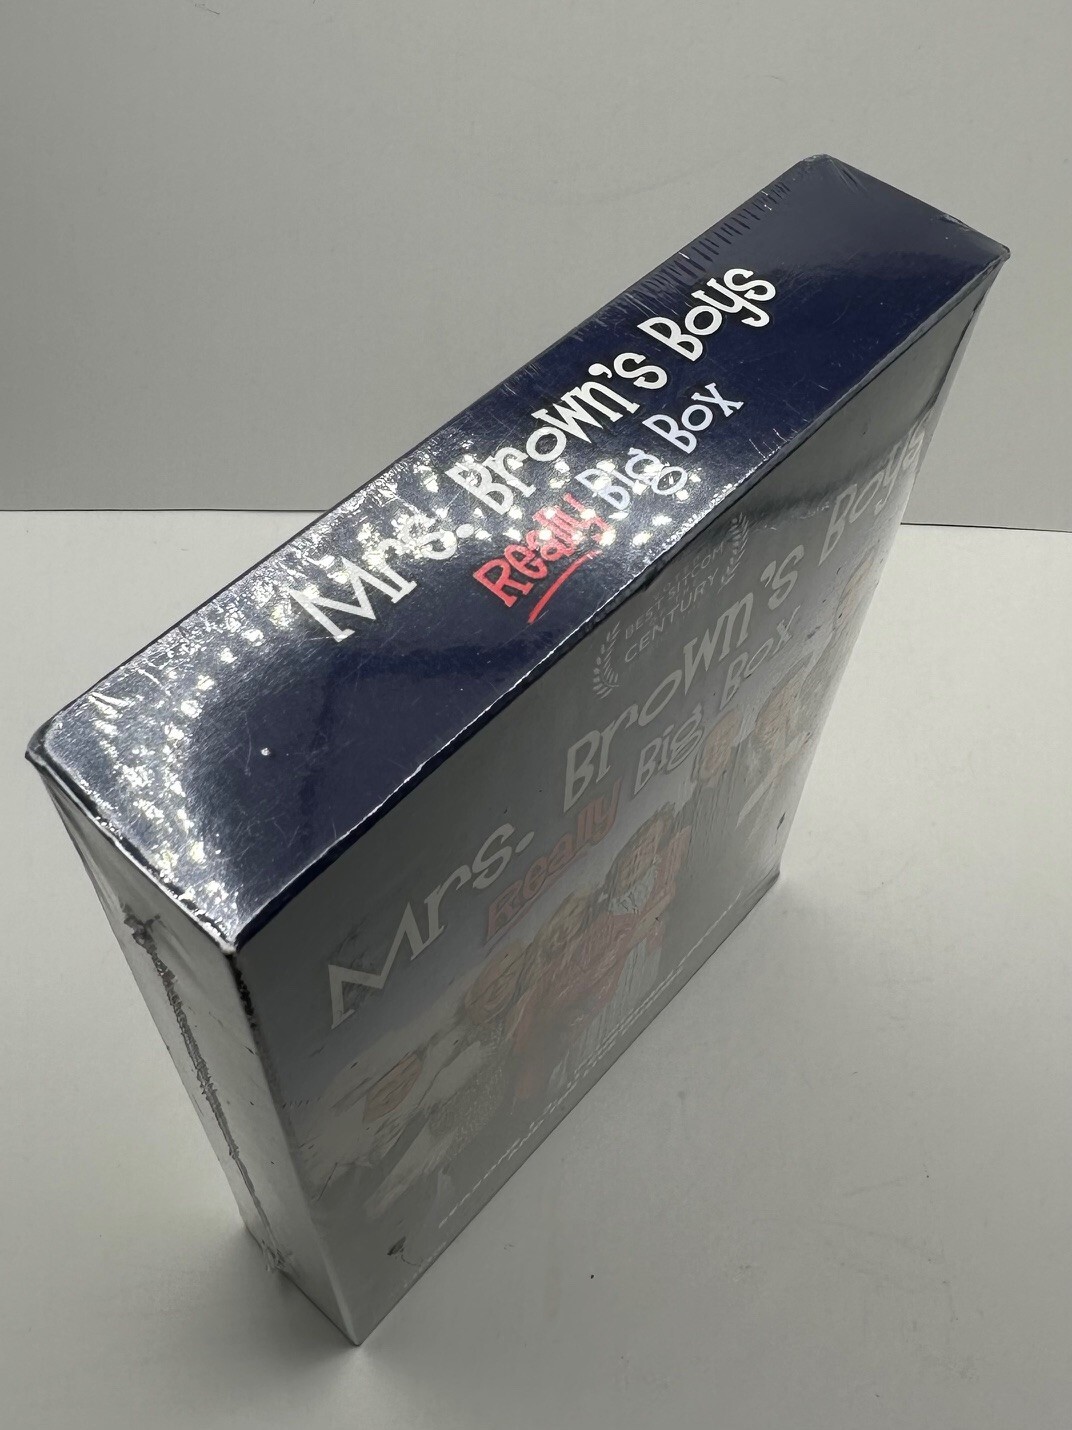 Mrs. Brown's Boys
Really Big Box
BEST SITCOM
CENTURY
Mrs. Brown's Boys
Really Big Box